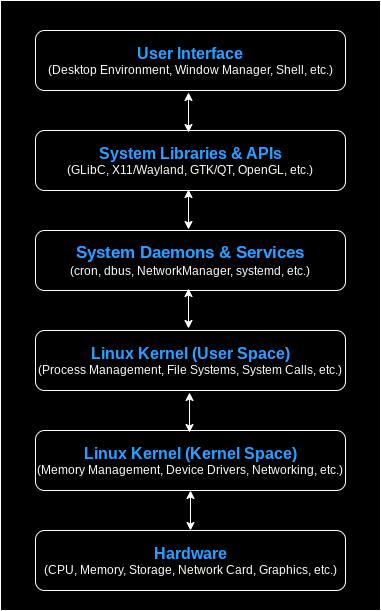 User Interface
(Desktop Environment, Window Manager, Shell, etc.)
System Libraries & APIs
(GLibC, X11/Wayland, GTK/QT, OpenGL, etc.)
System Daemons & Services
(cron, dbus, NetworkManager, systemd, etc.)
Linux Kernel (User Space)
(Process Management, File Systems, System Calls, etc.)
Linux Kernel (Kernel Space)
(Memory Management, Device Drivers, Networking, etc.)
Hardware
(CPU, Memory, Storage, Network Card, Graphics, etc.)